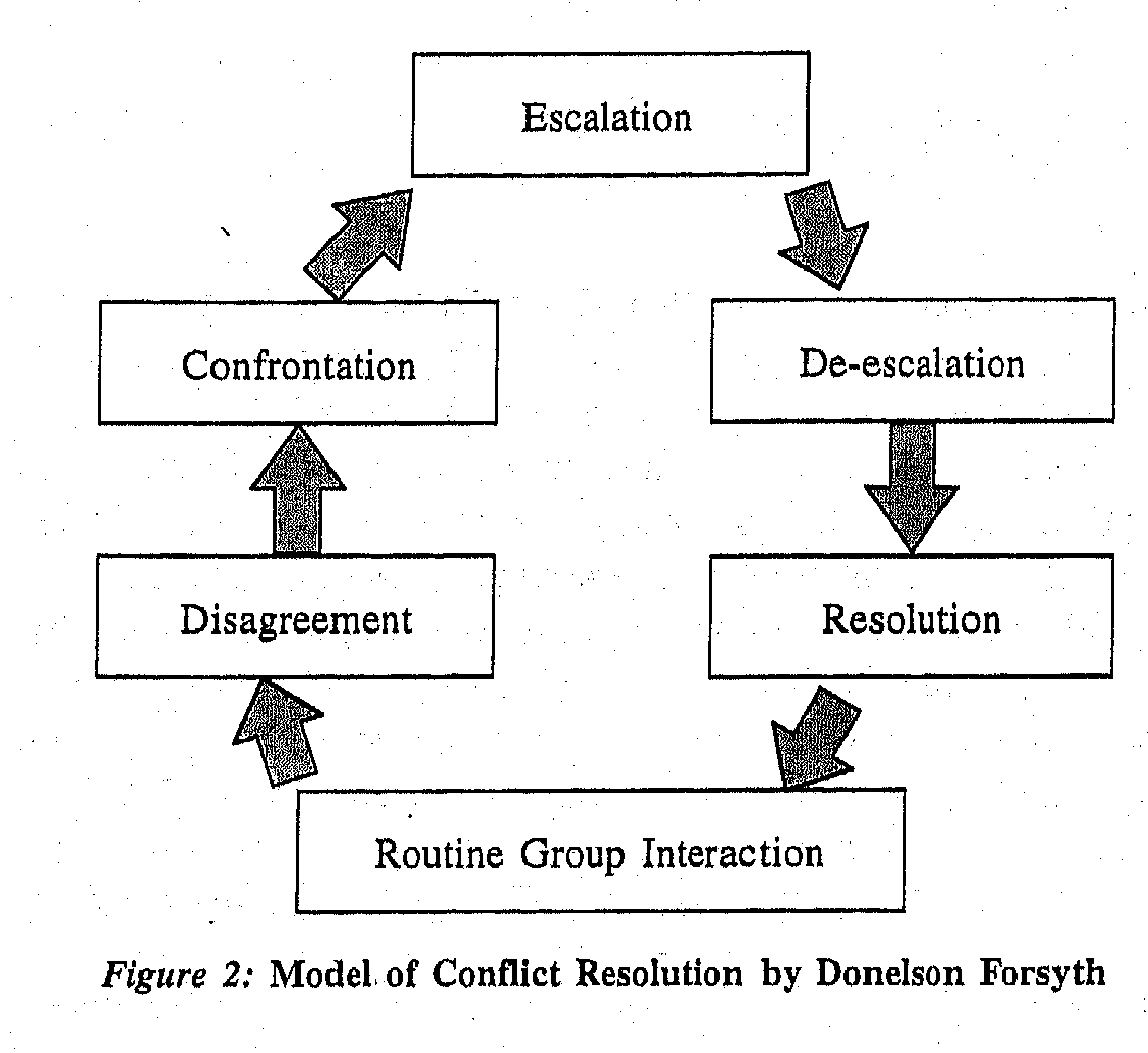 Escalation
Confrontation
De-escalation
Disagreement
Resolution
Routine Group Interaction
Figure 2: Model of Conflict Resolution by Donelson Forsyth